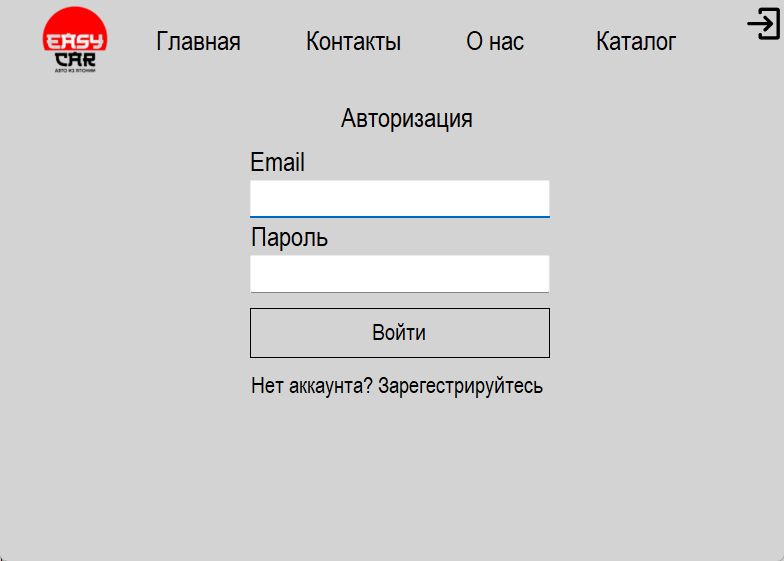 EASY
CAR
АВТО ИЗ ЯПОНИИ
Главная Контакты О нас Каталог
Авторизация
Email
Пароль
Войти
Нет аккаунта? Зарегестрируйтесь